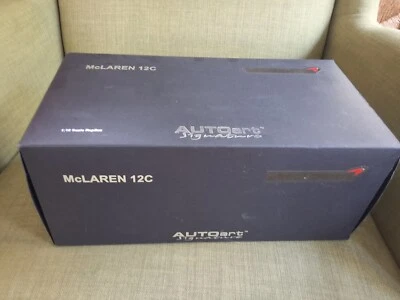 McLAREN 12C
1:18 Scale Replica
AUTOart
Signature
McLAREN 12C
AUTOart
Signature